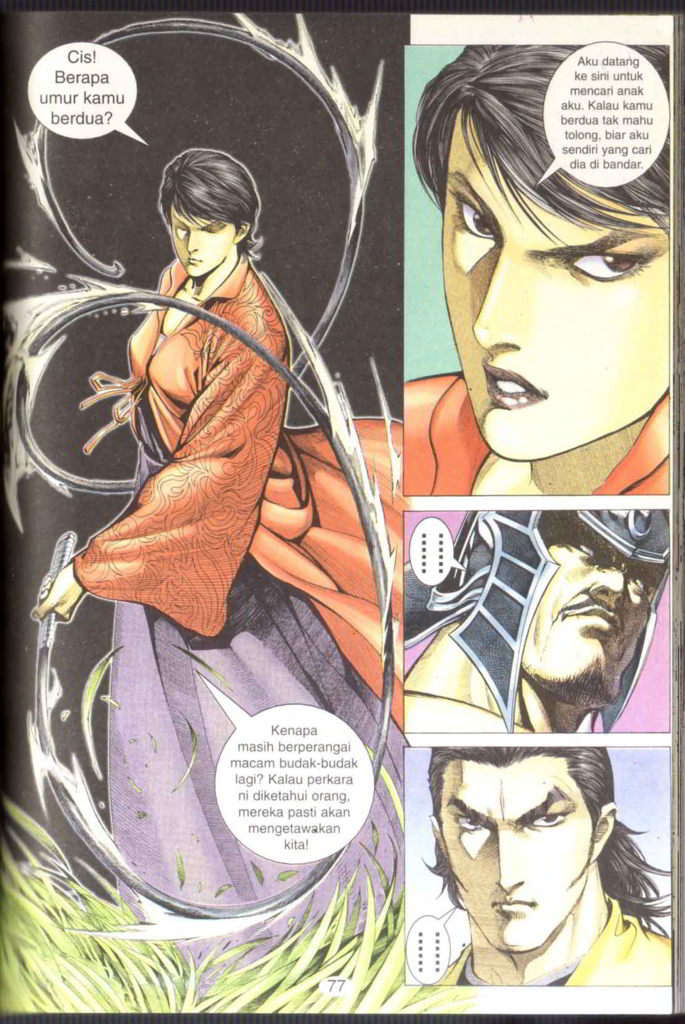 Cis!
Berapa
umur kamu
berdua?
Kenapa
masih berperangai
macam budak-budak
lagi? Kalau perkara
ni diketahui orang,
mereka pasti akan
mengetawakan
kita!
Aku datang
ke sini untuk
mencari anak
aku. Kalau kamu
berdua tak mahu
tolong, biar aku
sendiri yang cari
dia di bandar.
77